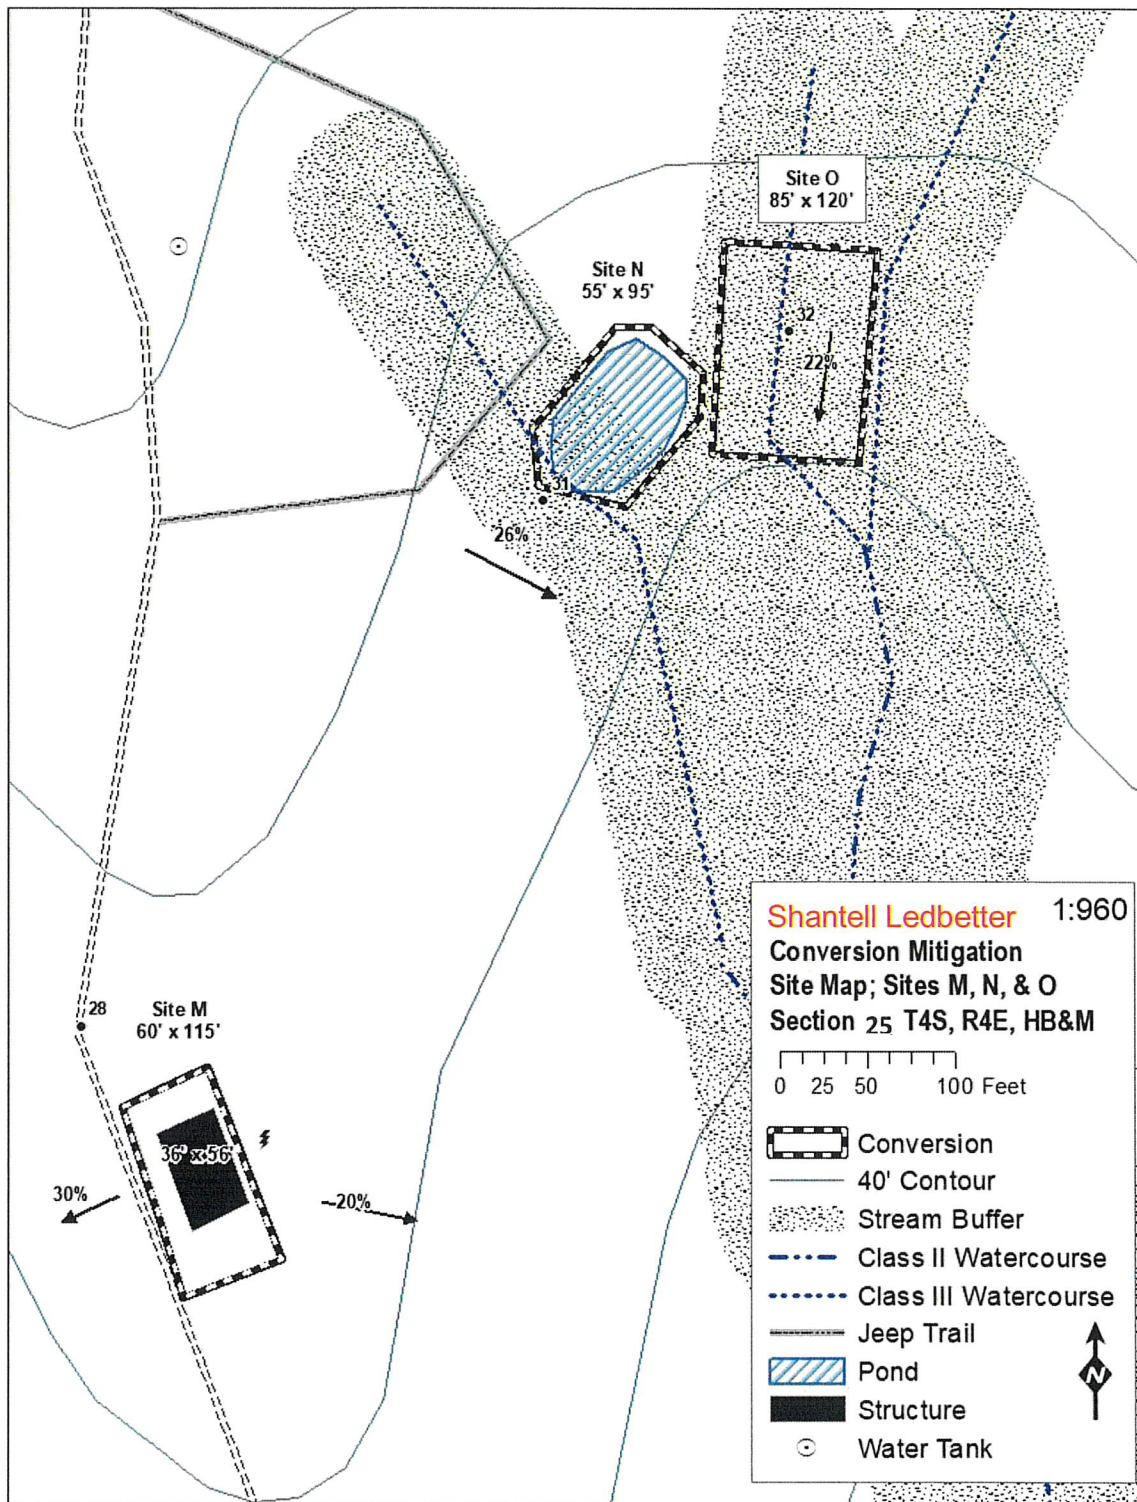 Site O
85' x 120'
Site N
55' x 95'
32
22%
31
26%
28
Site M
60' x 115'
36' x 56'
30%
20%
Shantell Ledbetter 1:960
Conversion Mitigation
Site Map; Sites M, N, & O
Section 25 T4S, R4E, HB&M
0 25 50 100 Feet
Conversion
40' Contour
Stream Buffer
Class II Watercourse
Class III Watercourse
Jeep Trail
Pond
Structure
Water Tank
N